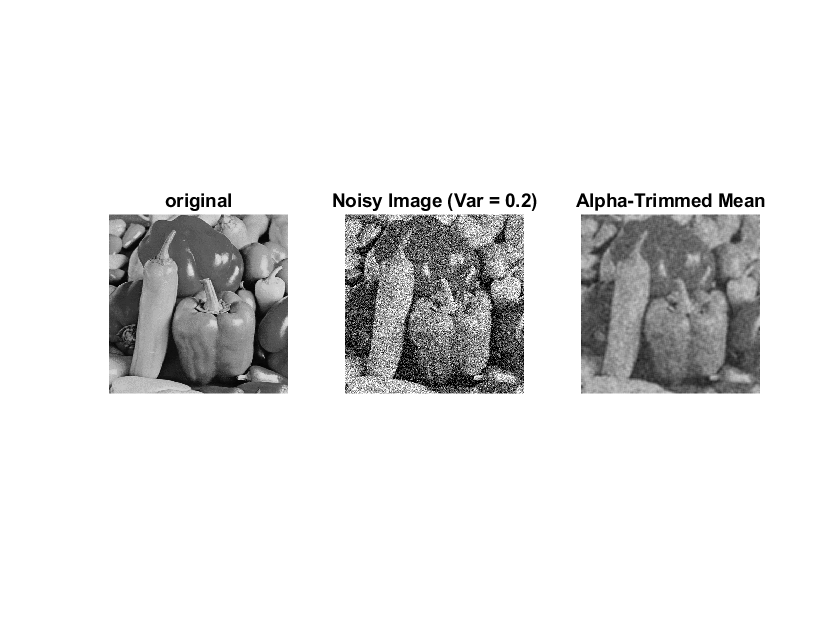 original
Noisy Image (Var = 0.2)
Alpha-Trimmed Mean